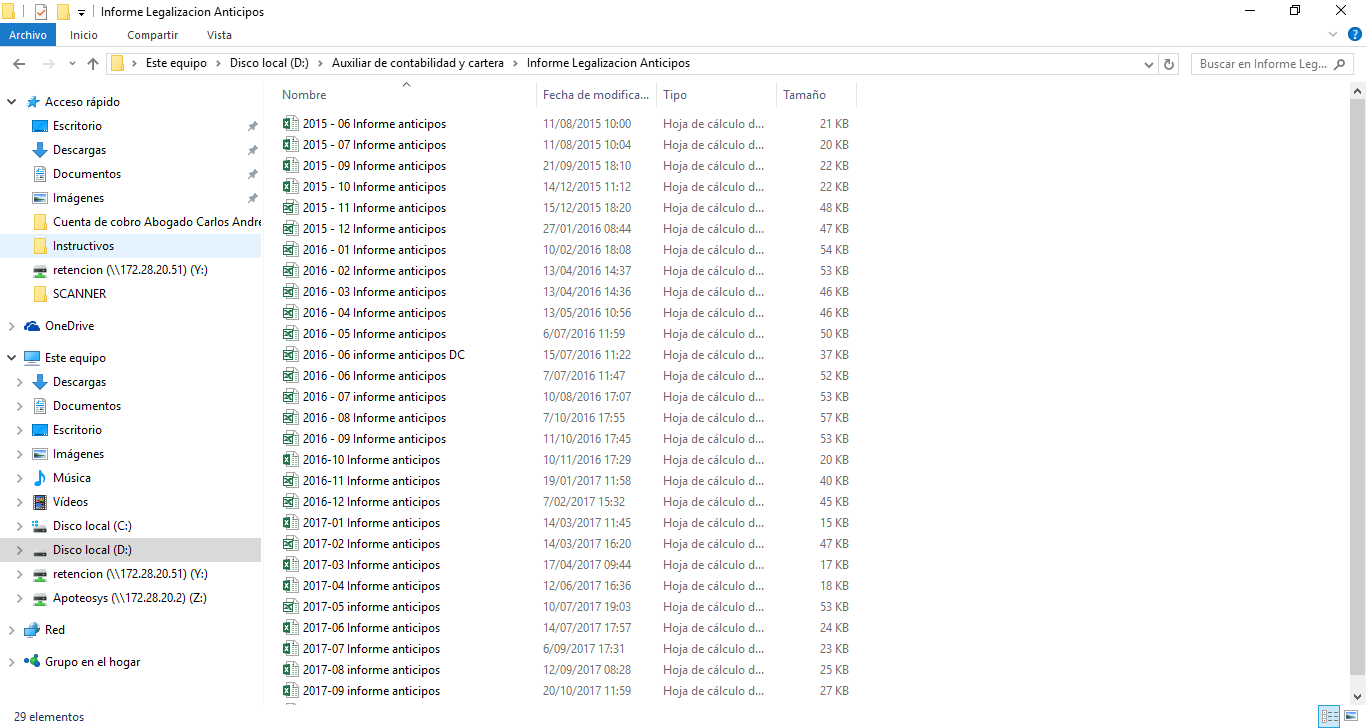 Informe Legalizacion Anticipos
Archivo Inicio Compartir Vista
Este equipo Disco local (D:) Auxiliar de contabilidad y cartera Informe Legalizacion Anticipos Buscar en Informe Leg...
Acceso rápido
Escritorio
Descargas
Documentos
Imágenes
Cuenta de cobro Abogado Carlos Andre
Instructivos
retencion (\\172.28.20.51) (Y:)
SCANNER
OneDrive
Este equipo
Descargas
Documentos
Escritorio
Imágenes
Música
Vídeos
Disco local (C:)
Disco local (D:)
retencion (\\172.28.20.51) (Y:)
Apoteosys (\\172.28.20.2) (Z:)
Red
Grupo en el hogar
Nombre Fecha de modifica... Tipo Tamaño
2015 - 06 Informe anticipos 11/08/2015 10:00 Hoja de cálculo d... 21 KB
2015 - 07 Informe anticipos 11/08/2015 10:04 Hoja de cálculo d... 20 KB
2015 - 09 Informe anticipos 21/09/2015 18:10 Hoja de cálculo d... 22 KB
2015 - 10 Informe anticipos 14/12/2015 11:12 Hoja de cálculo d... 22 KB
2015 - 11 Informe anticipos 15/12/2015 18:20 Hoja de cálculo d... 48 KB
2015 - 12 Informe anticipos 27/01/2016 08:44 Hoja de cálculo d... 47 KB
2016 - 01 Informe anticipos 10/02/2016 18:08 Hoja de cálculo d... 54 KB
2016 - 02 Informe anticipos 13/04/2016 14:37 Hoja de cálculo d... 53 KB
2016 - 03 Informe anticipos 13/04/2016 14:36 Hoja de cálculo d... 46 KB
2016 - 04 Informe anticipos 13/05/2016 10:56 Hoja de cálculo d... 46 KB
2016 - 05 Informe anticipos 6/07/2016 11:59 Hoja de cálculo d... 50 KB
2016 - 06 informe anticipos DC 15/07/2016 11:22 Hoja de cálculo d... 37 KB
2016 - 06 Informe anticipos 7/07/2016 11:47 Hoja de cálculo d... 52 KB
2016 - 07 informe anticipos 10/08/2016 17:07 Hoja de cálculo d... 53 KB
2016 - 08 Informe anticipos 7/10/2016 17:55 Hoja de cálculo d... 57 KB
2016 - 09 Informe anticipos 11/10/2016 17:45 Hoja de cálculo d... 53 KB
2016-10 Informe anticipos 10/11/2016 17:29 Hoja de cálculo d... 20 KB
2016-11 Informe anticipos 19/01/2017 11:58 Hoja de cálculo d... 40 KB
2016-12 Informe anticipos 7/02/2017 15:32 Hoja de cálculo d... 45 KB
2017-01 Informe anticipos 14/03/2017 11:45 Hoja de cálculo d... 15 KB
2017-02 Informe anticipos 14/03/2017 16:20 Hoja de cálculo d... 47 KB
2017-03 Informe anticipos 17/04/2017 09:44 Hoja de cálculo d... 17 KB
2017-04 Informe anticipos 12/06/2017 16:36 Hoja de cálculo d... 18 KB
2017-05 informe anticipos 10/07/2017 19:03 Hoja de cálculo d... 53 KB
2017-06 Informe anticipos 14/07/2017 17:57 Hoja de cálculo d... 24 KB
2017-07 Informe anticipos 6/09/2017 17:31 Hoja de cálculo d... 23 KB
2017-08 informe anticipos 12/09/2017 08:28 Hoja de cálculo d... 25 KB
2017-09 informe anticipos 20/10/2017 11:59 Hoja de cálculo d... 27 KB
29 elementos